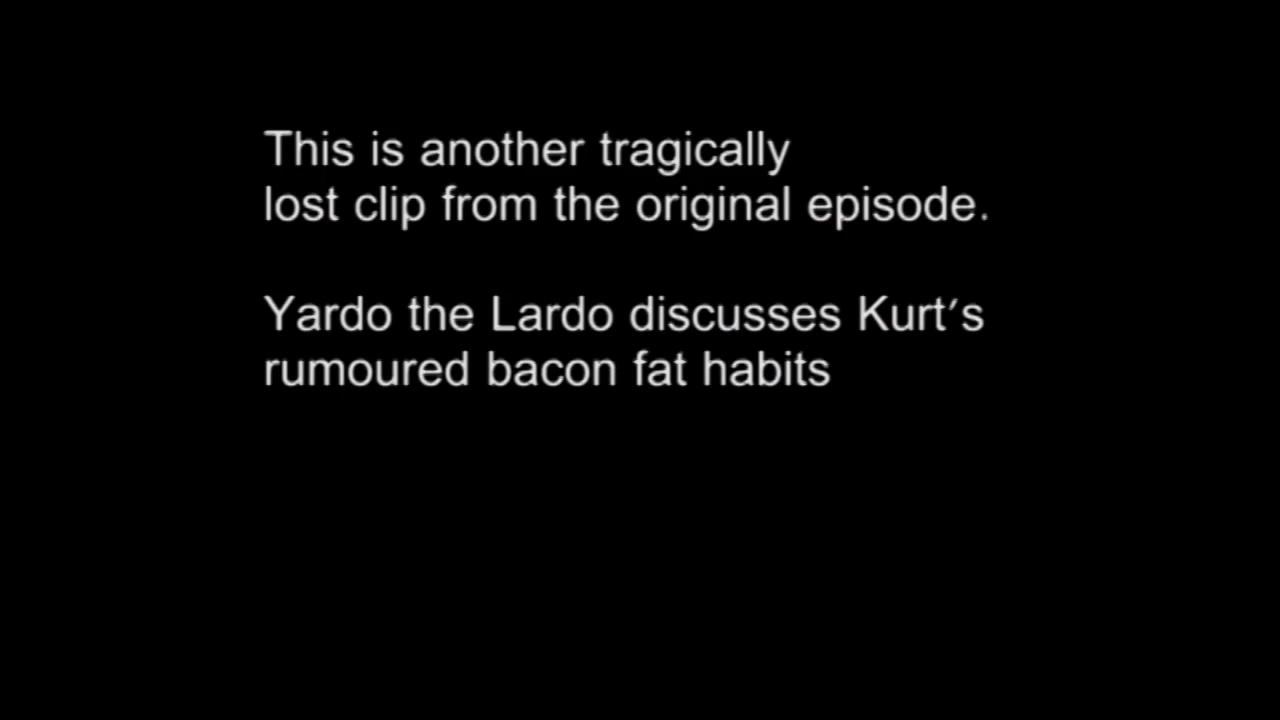 This is another tragically
lost clip from the original episode.
Yardo the Lardo discusses Kurt's
rumoured bacon fat habits